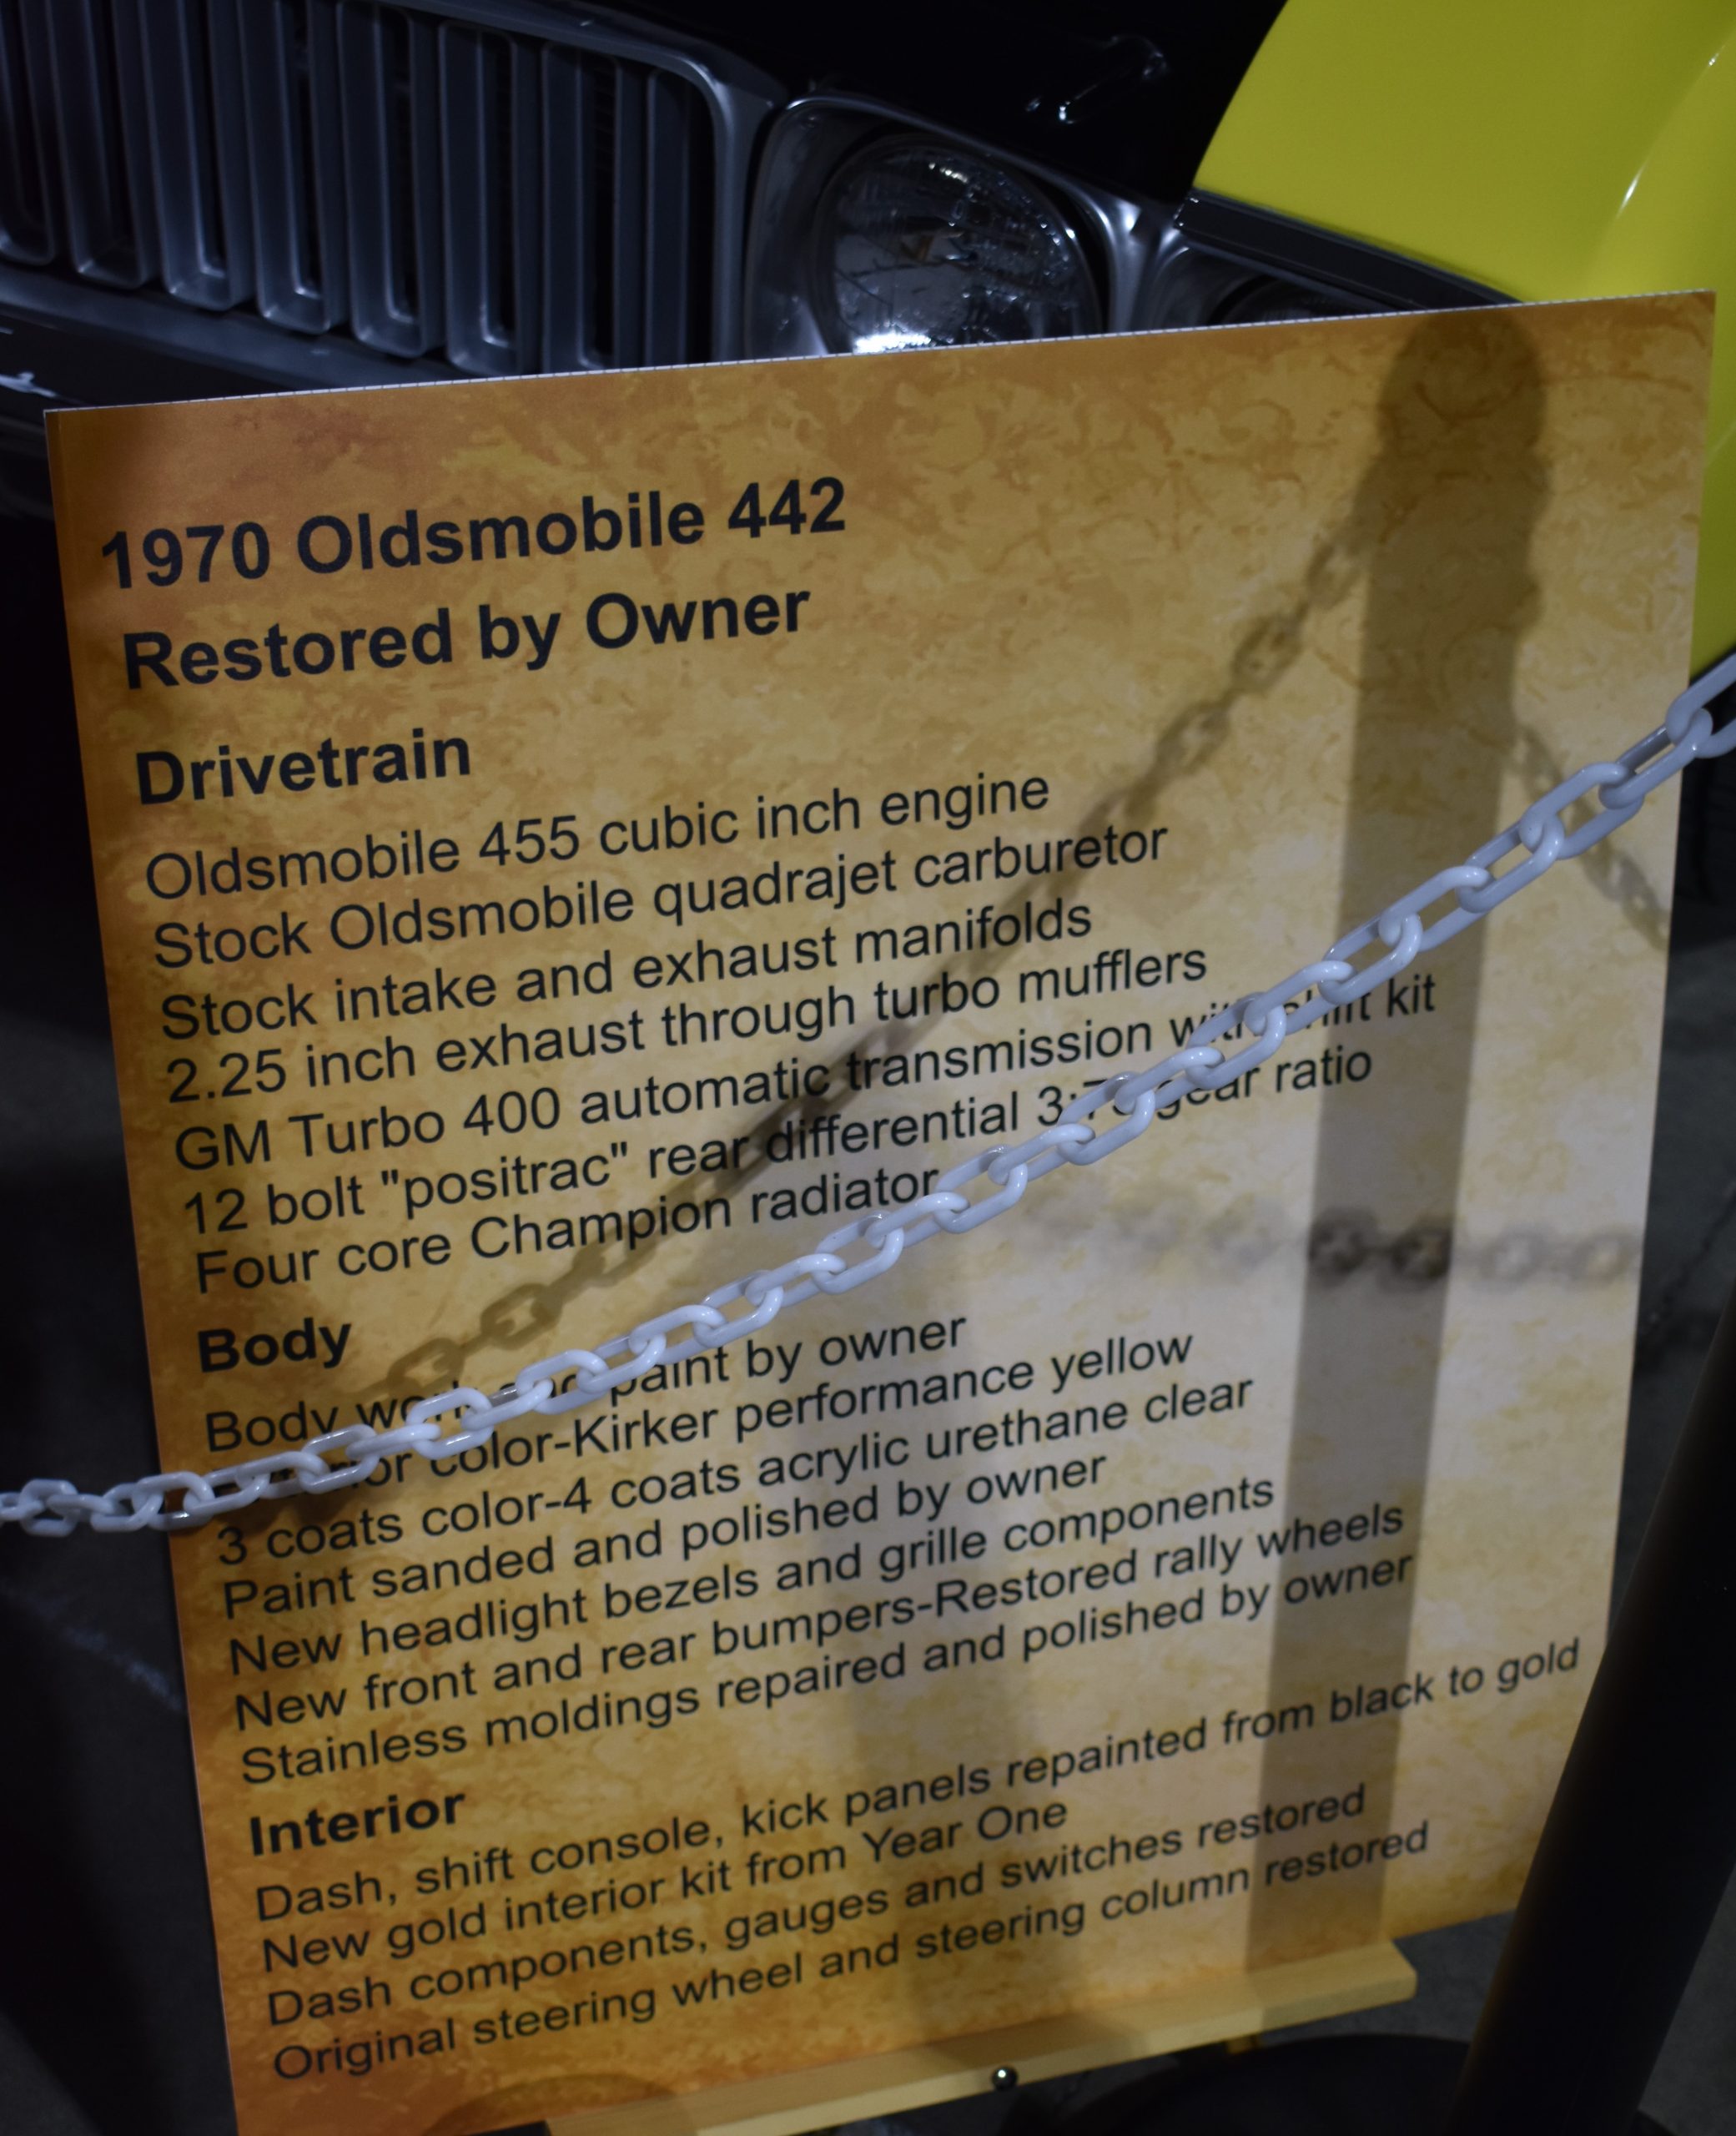 1970 Oldsmobile 442
Restored by Owner
Drivetrain
Oldsmobile 455 cubic inch engine
Stock Oldsmobile quadrajet carburetor
Stock intake and exhaust manifolds
2.25 inch exhaust through turbo mufflers
GM Turbo 400 automatic transmission with shift kit
12 bolt "positrac" rear differential gear ratio
Four core Champion radiator
Body
Body work and paint by owner
color-Kirker performance yellow
3 coats color-4 coats acrylic urethane clear
Paint sanded and polished by owner
New headlight bezels and grille components
New front and rear bumpers-Restored rally wheels
Stainless moldings repaired and polished by owner
Interior
Dash, shift console, kick panels repainted from black to gold
New gold interior kit from Year One
Dash components, gauges and switches restored
Original steering wheel and steering column restored